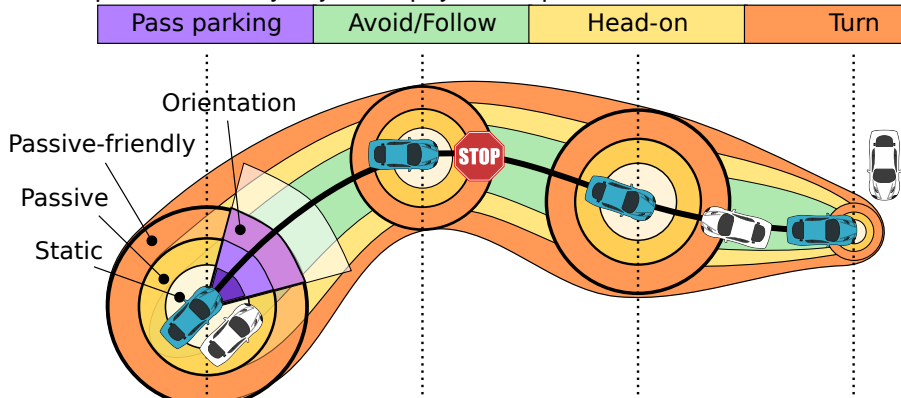 Pass parking
Avoid/Follow
Head-on
Turn
Orientation
Passive-friendly
Passive
Static
STOP